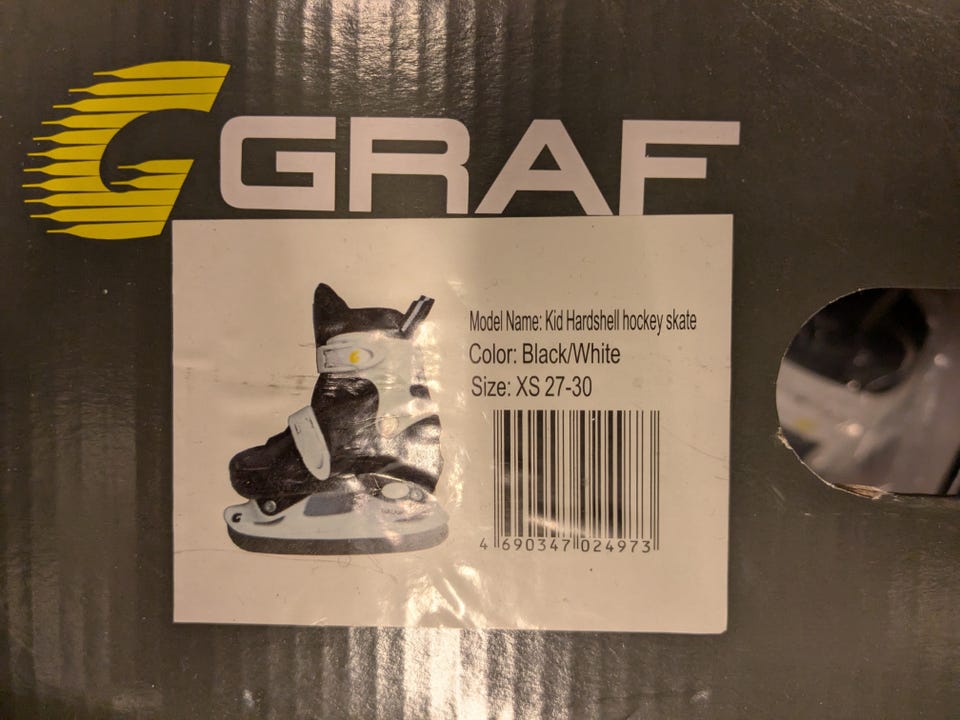 GRAF
Model Name: Kid Hardshell hockey skate
Color: Black/White
Size: XS 27-30
4 690347 024973